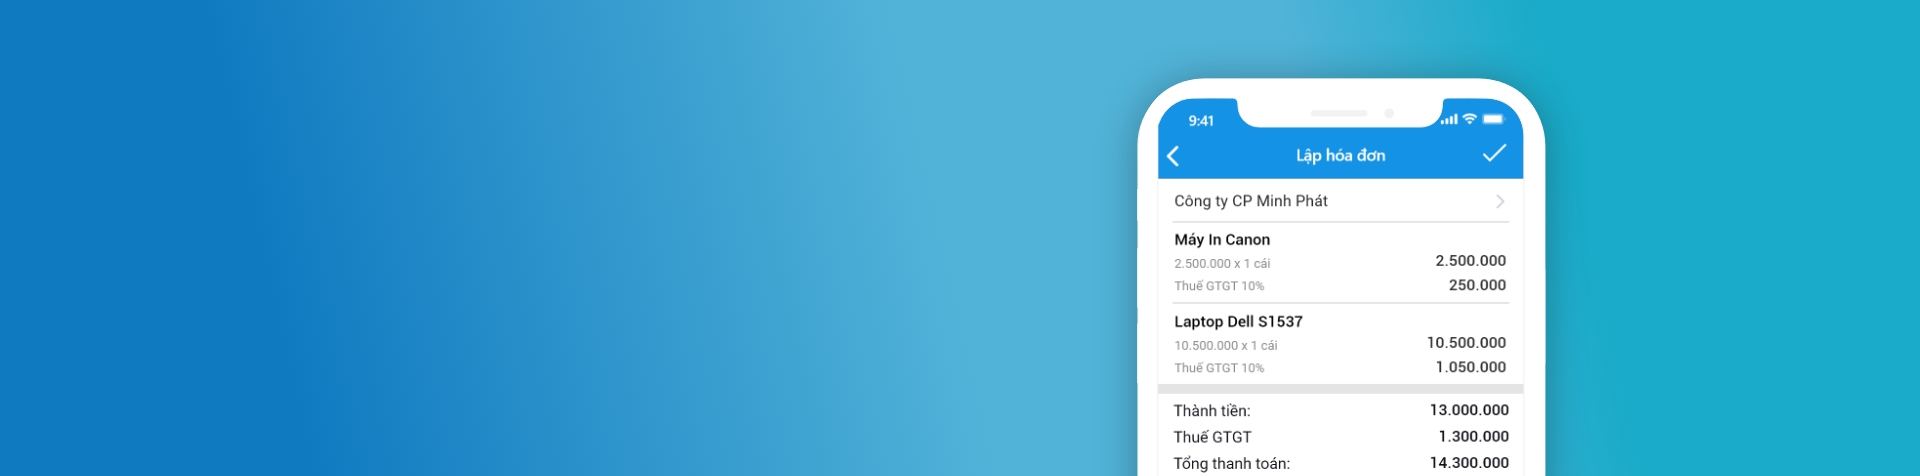 9:41
Lập hóa đơn
Công ty CP Minh Phát
Máy In Canon
2.500.000 x 1 cái 2.500.000
Thuế GTGT 10% 250.000
Laptop Dell S1537
10.500.000 x 1 cái 10.500.000
Thuế GTGT 10% 1.050.000
Thành tiền: 13.000.000
Thuế GTGT 1.300.000
Tổng thanh toán: 14.300.000